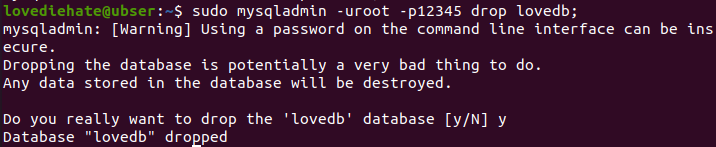 lovediehate@ubser:~$ sudo mysqladmin -uroot -p12345 drop lovedb;
mysqladmin: [Warning] Using a password on the command line interface can be ins
ecure.
Dropping the database is potentially a very bad thing to do.
Any data stored in the database will be destroyed.
Do you really want to drop the 'lovedb' database [y/N] y
Database "lovedb" dropped